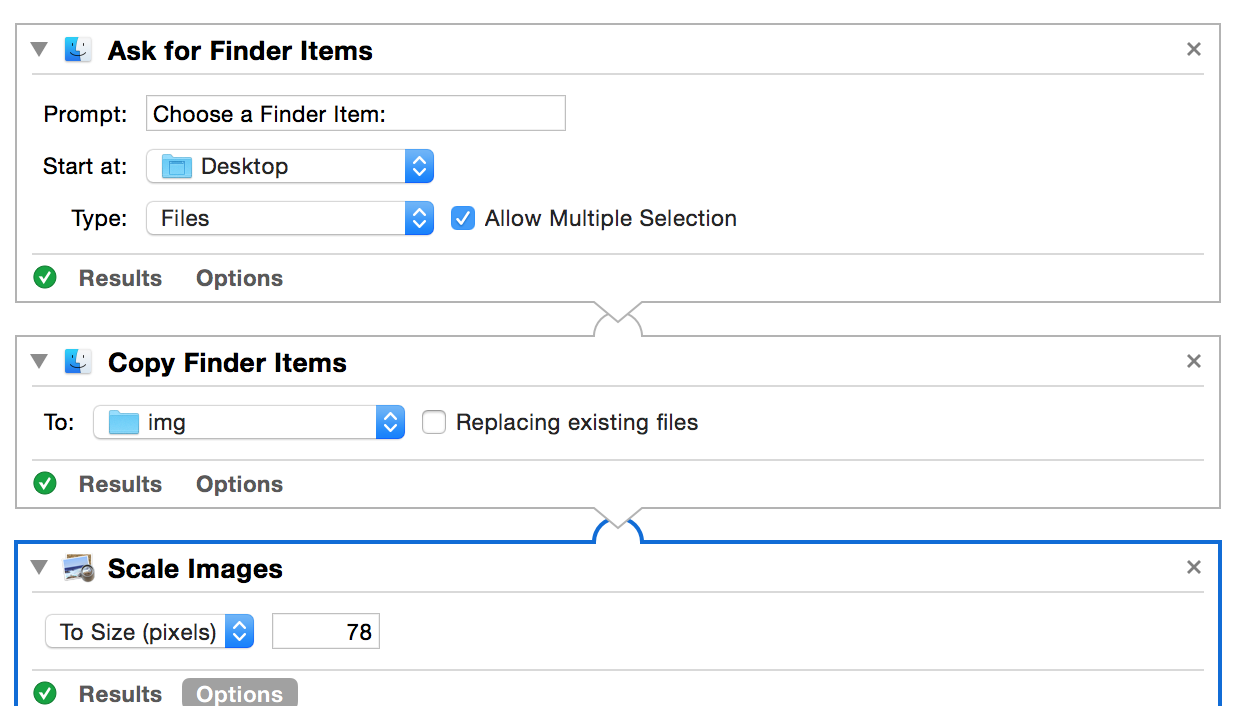 Ask for Finder Items
Prompt: Choose a Finder Item:
Start at: Desktop
Type: Files Allow Multiple Selection
Results Options
Copy Finder Items
To: img Replacing existing files
Results Options
Scale Images
To Size (pixels) 78
Results Options